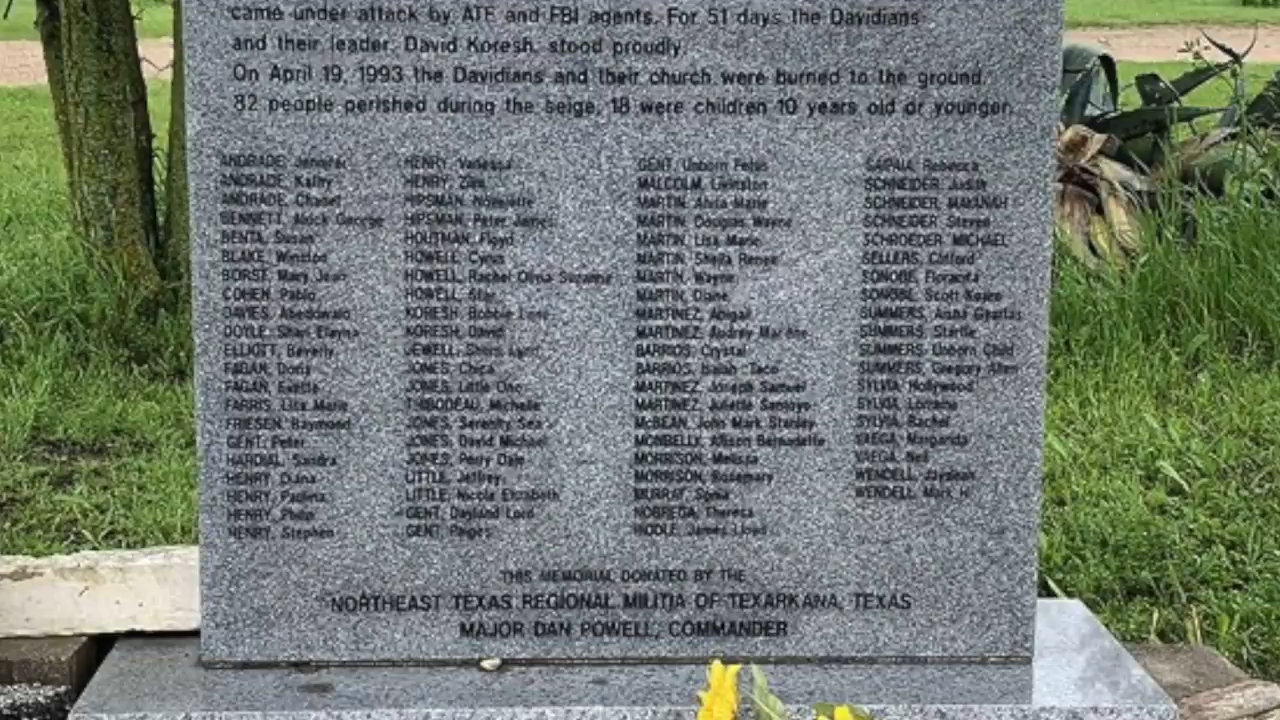 came under attack by ATF and FBI agents. For 51 days the Davidians
and their leader, David Koresh, stood proudly.
On April 19, 1993 the Davidians and their church were burned to the ground.
82 people perished during the seige, 18 were children 10 years old or younger.
ANDRADE, Jennifer
ANDRADE, Kathy
ANDRADE, Chanel
BENNETT, Alrick George
BENTA, Susan
BLAKE, Winston
BORST, Mary Jean
COHEN, Pablo
DAVIES, Abedowalo
DOYLE, Shari Elayne
ELLIOTT, Beverly
FAGAN, Doris
FAGAN, Evette
FARRIS, Lisa Marie
FRIESEN, Raymond
GENT, Peter
HARDIAL, Sandra
HENRY, Diana
HENRY, Paulina
HENRY, Philip
HENRY, Stephen
HENRY, Vanessa
HENRY, Zilla
HIPSMAN, Novellette
HIPSMAN, Peter James
HOUTMAN, Floyd
HOWELL, Cyrus
HOWELL, Rachel Olivia Suzanne
HOWELL, Star
KORESH, Bobbie Lane
KORESH, David
JEWELL, Sherri Lynn
JONES, Chica
JONES, Little One
THIBODEAU, Michelle
JONES, Serenity Sea
JONES, David Michael
JONES, Perry Dale
LITTLE, Jeffrey
LITTLE, Nicole Elizabeth
GENT, Dayland Lord
GENT, Paiges
GENT, Unborn Fetus
MALCOLM, Livinston
MARTIN, Anita Marie
MARTIN, Douglas Wayne
MARTIN, Lisa Marie
MARTIN, Sheila Renee
MARTIN, Wayne
MARTIN, Diane
MARTINEZ, Abigail
MARTINEZ, Audrey
BARRIOS, Crystal
BARRIOS, Isaiah
MARTINEZ, Joseph Samuel
MARTINEZ, Juliette Santoyo
McBEAN, John Mark Stanley
MONBELLY, Allison Bernadette
MORRISON, Melissa
MORRISON, Rosemary
MURRAY, Sonia
NOBREGA, Theresa
RIDDLE, James Lloyd
SAIPAIA, Rebecca
SCHNEIDER, Judith
SCHNEIDER, MAYANAH
SCHNEIDER, Steven
SCHROEDER, MICHAEL
SELLERS, Clifford
SONOBE, Floranta
SONOBE, Scott Kojiro
SUMMERS, Aisha Gyarfas
SUMMERS, Startle
SUMMERS, Unborn Child
SUMMERS, Gregory Allen
SYLVIA, Hollywood
SYLVIA, Lorraine
SYLVIA, Rachel
VAEGA, Margarida
VAEGA, Neil
WENDELL, Jaydean
WENDELL, Mark H
THIS MEMORIAL DONATED BY THE
NORTHEAST TEXAS REGIONAL MILITIA OF TEXARKANA, TEXAS
MAJOR DAN POWELL, COMMANDER